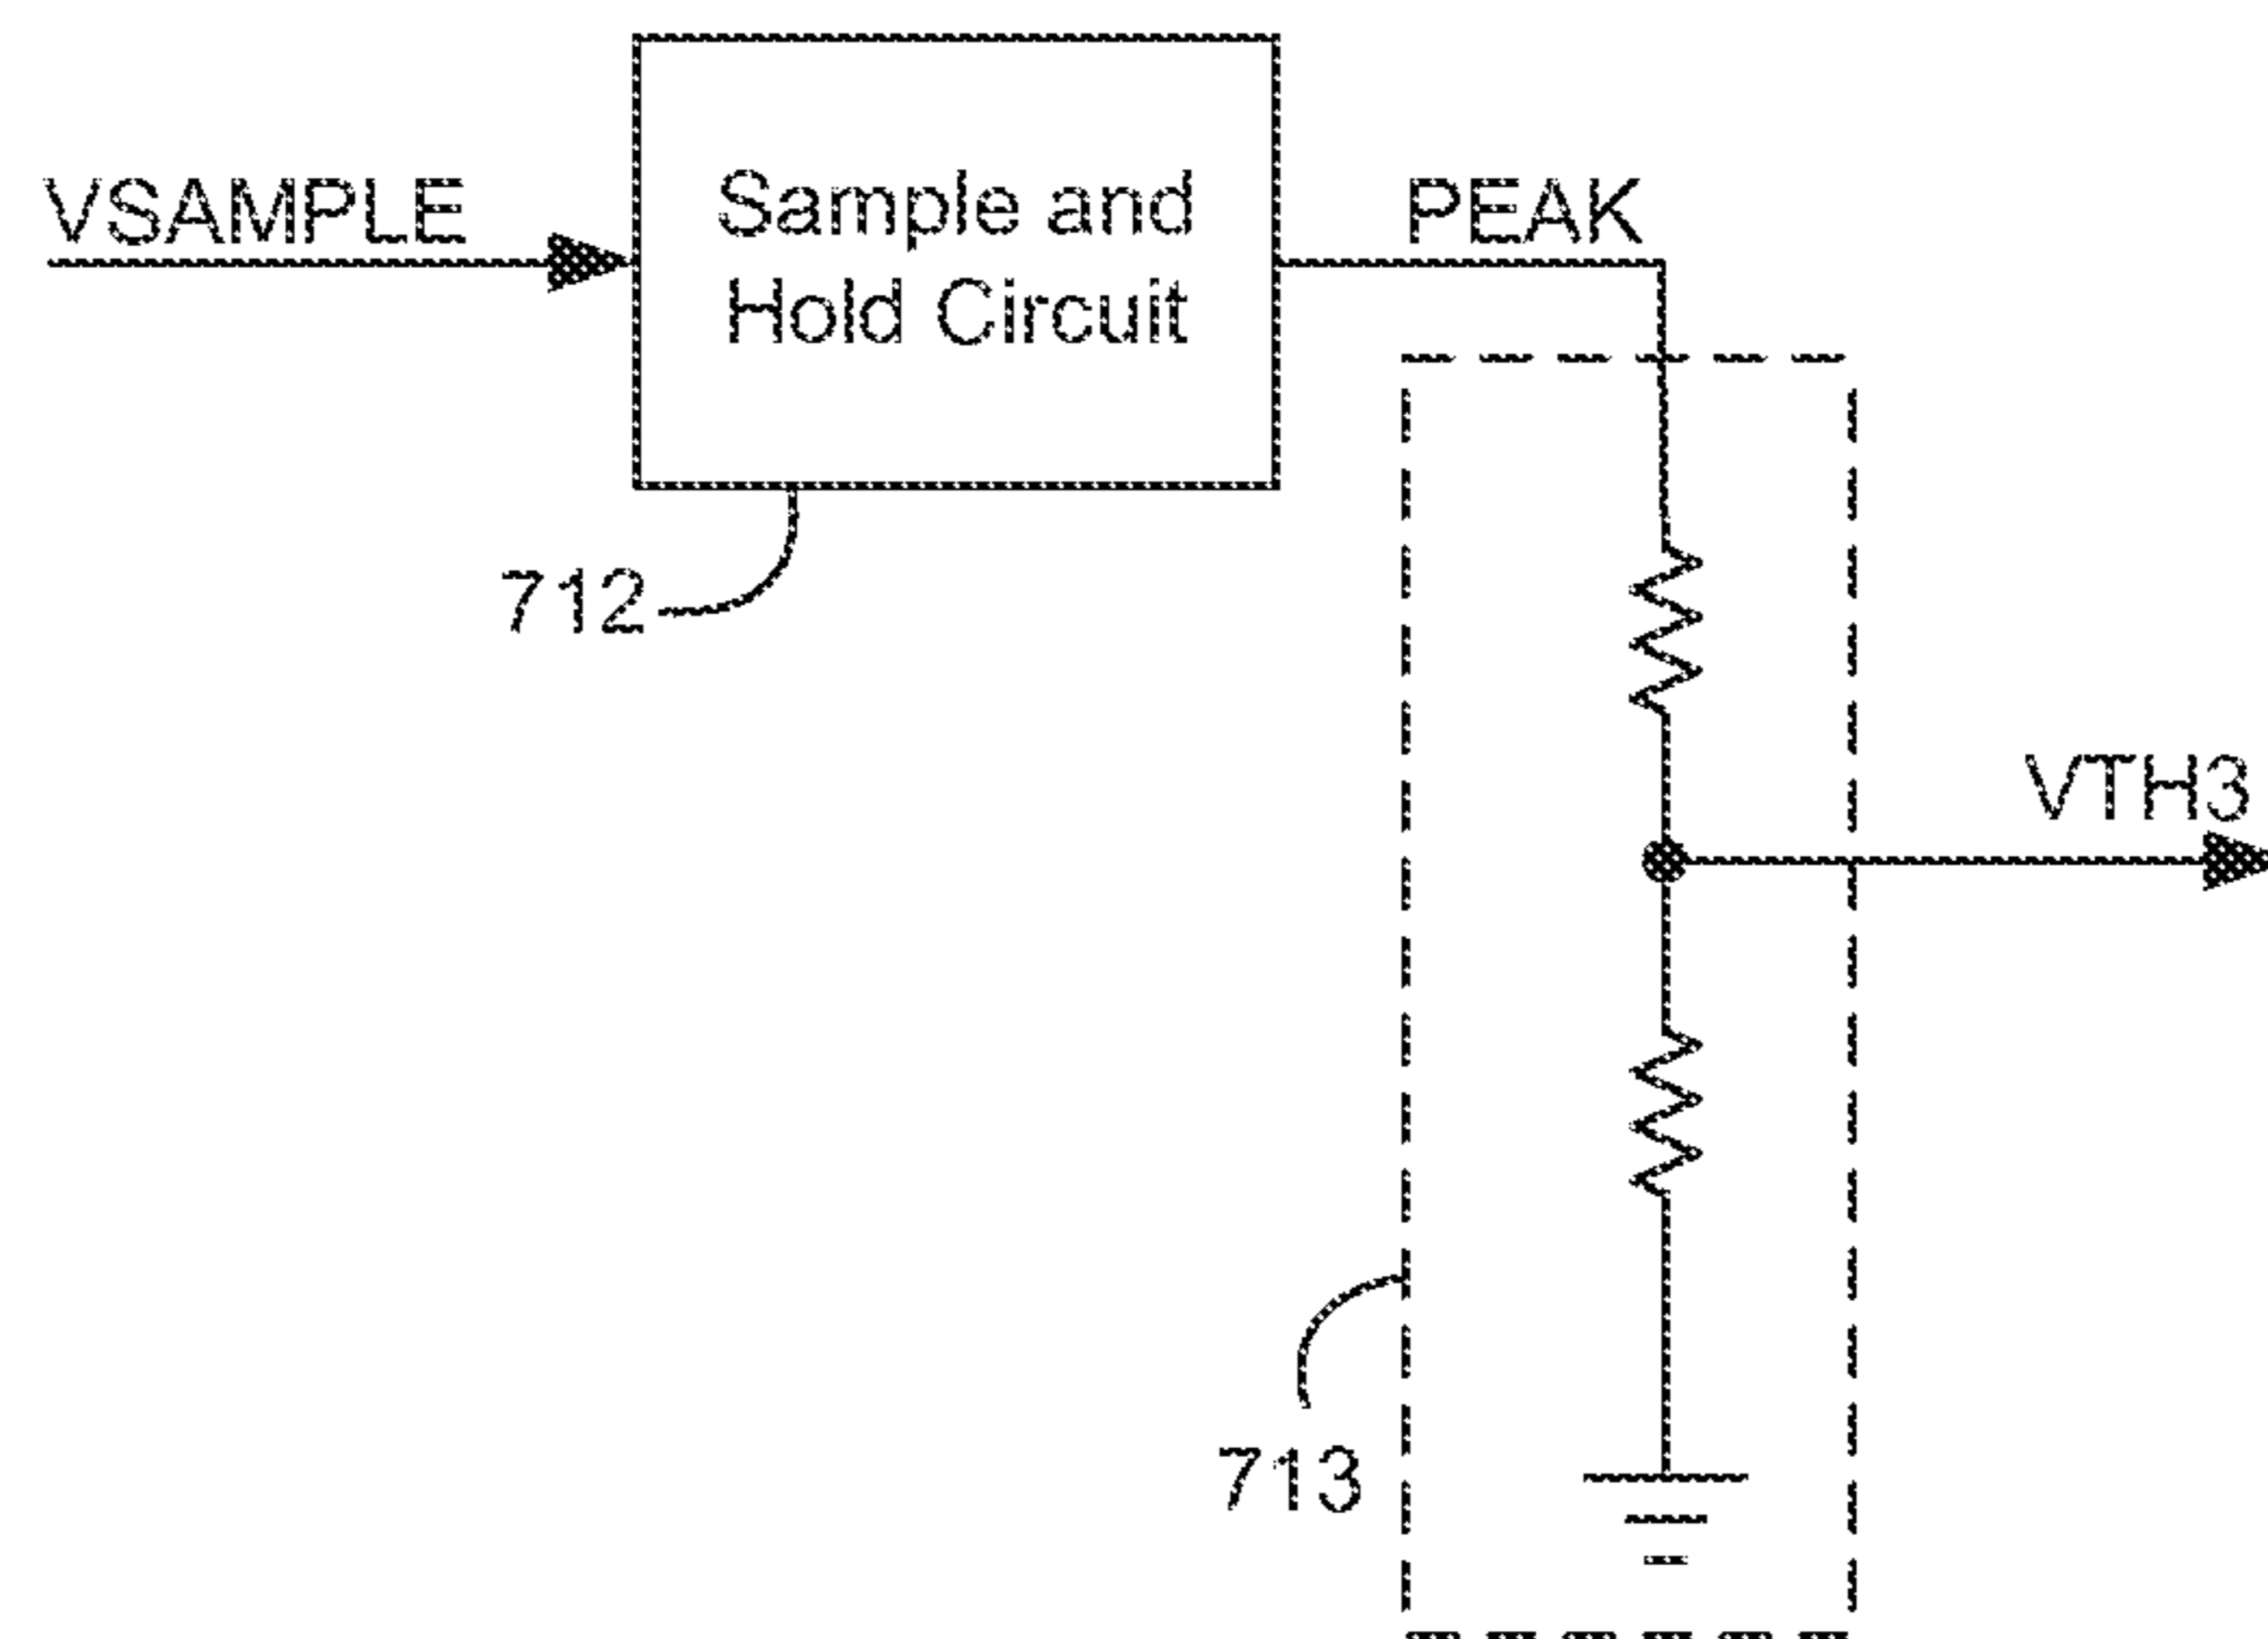 VSAMPLE
Sample and
Hold Circuit
PEAK
712
VTH3
713